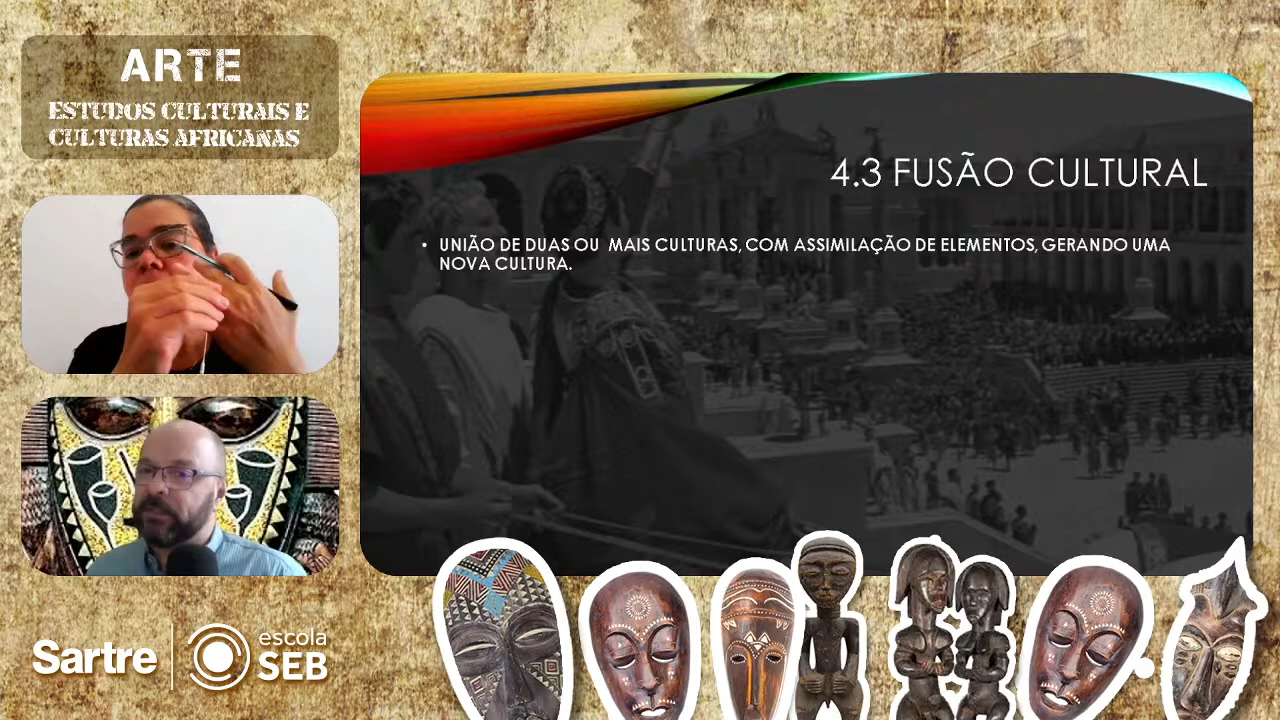 ARTE
ESTUDOS CULTURAIS E
CULTURAS AFRICANAS
4.3 FUSÃO CULTURAL
• UNIÃO DE DUAS OU MAIS CULTURAS, COM ASSIMILAÇÃO DE ELEMENTOS, GERANDO UMA
NOVA CULTURA.
Sartre
escola
SEB